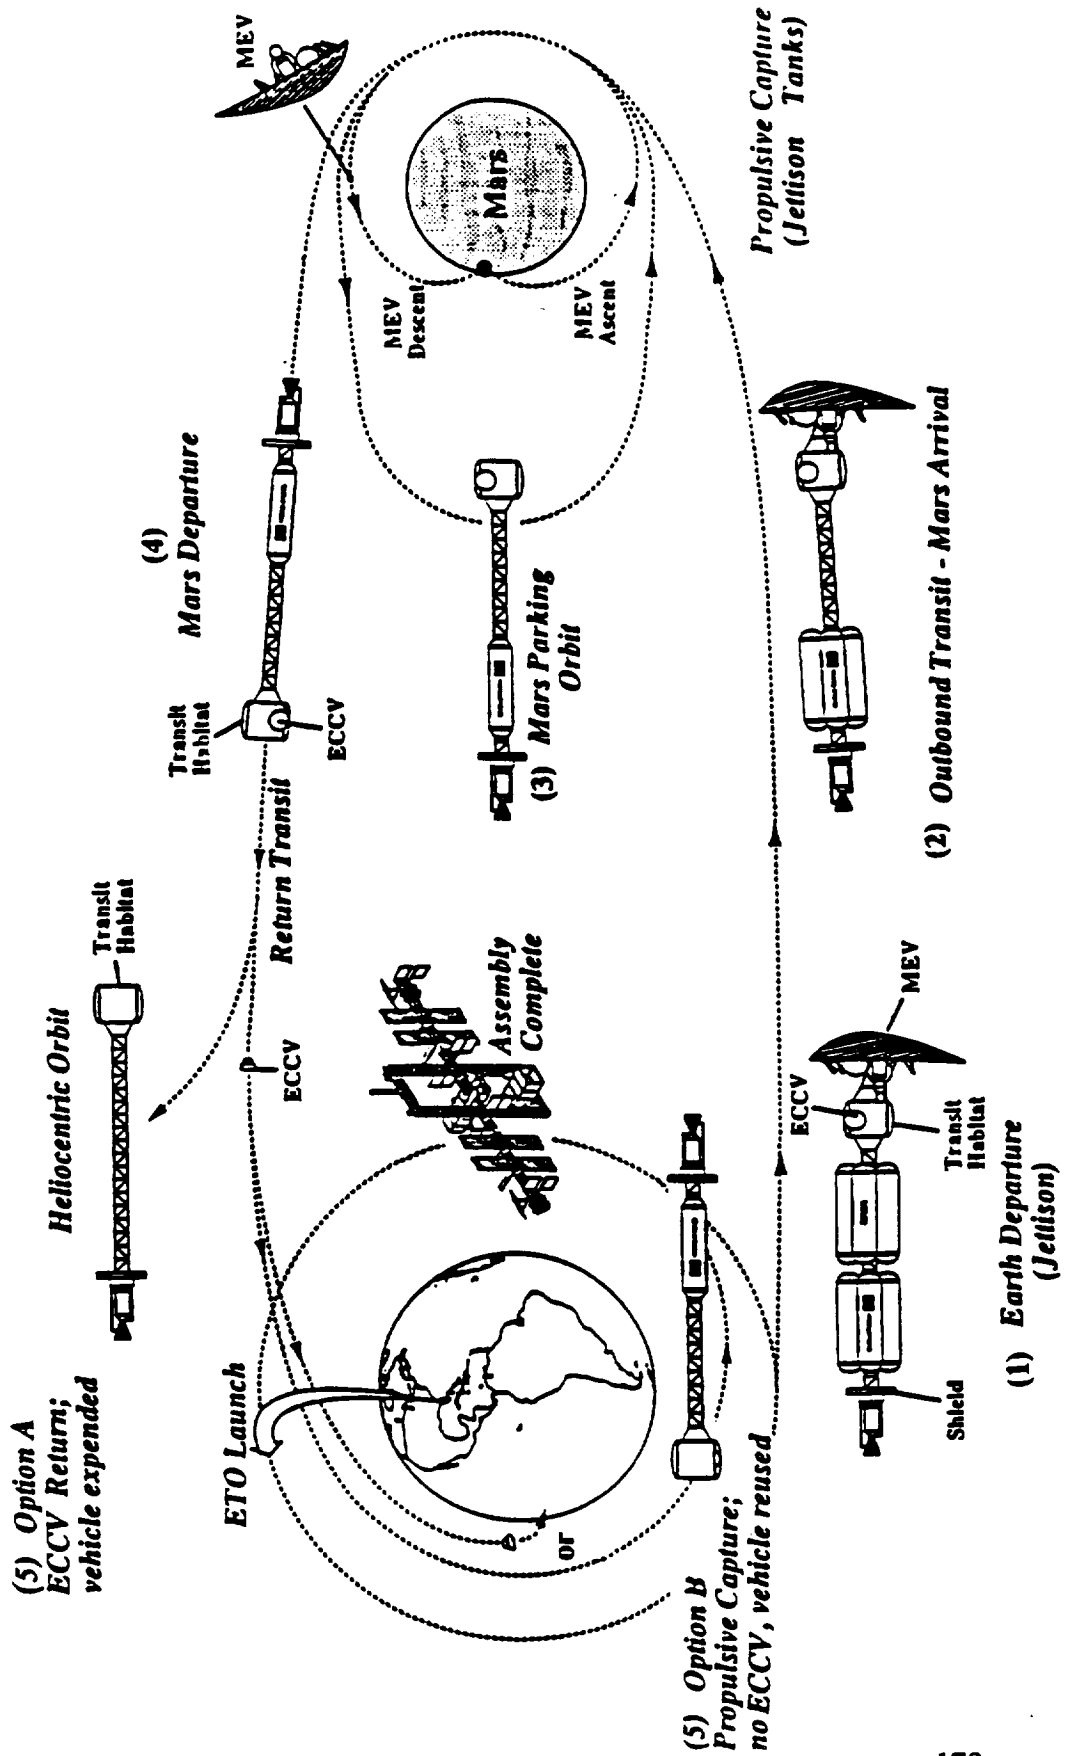 (5) Option A
ECCV Return;
vehicle expended
Heliocentric Orbit
Transit
Habitat
ETO Launch
ECCV
Return Transit
Transit
Habitat
ECCV
(4)
Mars Departure
MEV
Assembly
Complete
(3) Mars Parking
Orbit
MEV
Descent
Mars
MEV
Ascent
or
(5) Option B
Propulsive Capture;
no ECCV, vehicle reused
Propulsive Capture
(Jettison Tanks)
Shield
ECCV
Transit
Habitat
MEV
(1) Earth Departure
(Jettison)
(2) Outbound Transit - Mars Arrival